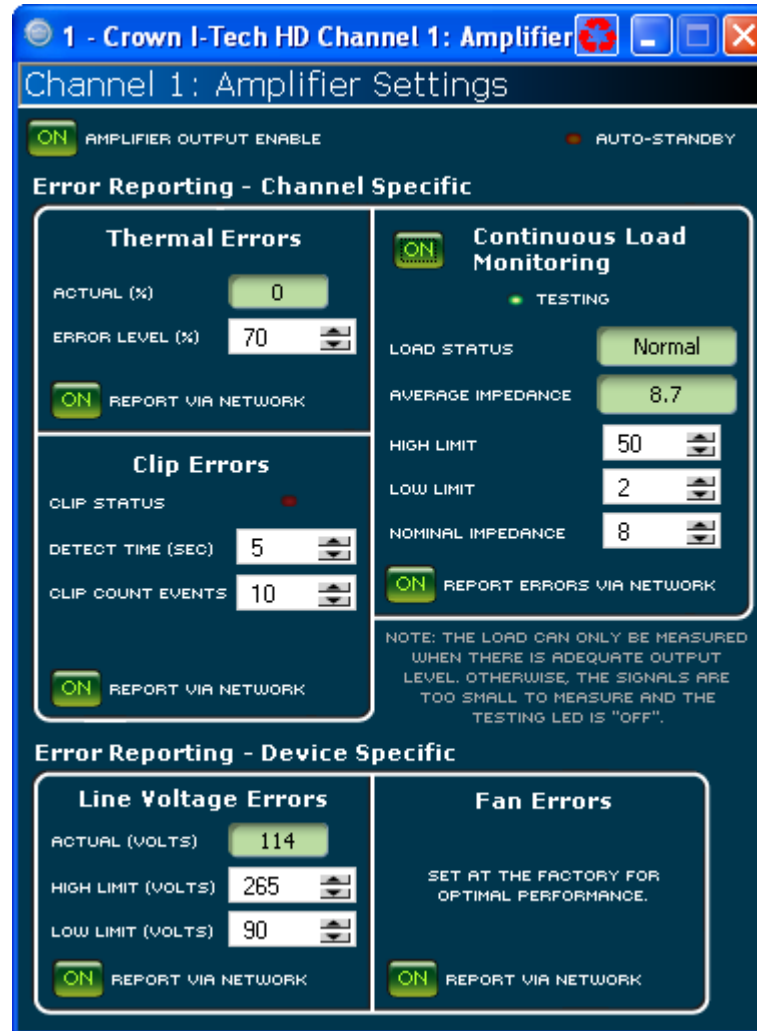 1 - Crown I-Tech HD Channel 1: Amplifier
Channel 1: Amplifier Settings
ON AMPLIFIER OUTPUT ENABLE
AUTO-STANDBY
Error Reporting - Channel Specific
Thermal Errors
ACTUAL (%) 0
ERROR LEVEL (%) 70
ON REPORT VIA NETWORK
Clip Errors
CLIP STATUS
DETECT TIME (SEC) 5
CLIP COUNT EVENTS 10
ON REPORT VIA NETWORK
ON Continuous Load
Monitoring
TESTING
LOAD STATUS Normal
AVERAGE IMPEDANCE 8.7
HIGH LIMIT 50
LOW LIMIT 2
NOMINAL IMPEDANCE 8
ON REPORT ERRORS VIA NETWORK
NOTE: THE LOAD CAN ONLY BE MEASURED
WHEN THERE IS ADEQUATE OUTPUT
LEVEL. OTHERWISE, THE SIGNALS ARE
TOO SMALL TO MEASURE AND THE
TESTING LED IS "OFF".
Error Reporting - Device Specific
Line Voltage Errors
ACTUAL (VOLTS) 114
HIGH LIMIT (VOLTS) 265
LOW LIMIT (VOLTS) 90
ON REPORT VIA NETWORK
Fan Errors
SET AT THE FACTORY FOR
OPTIMAL PERFORMANCE.
ON REPORT VIA NETWORK